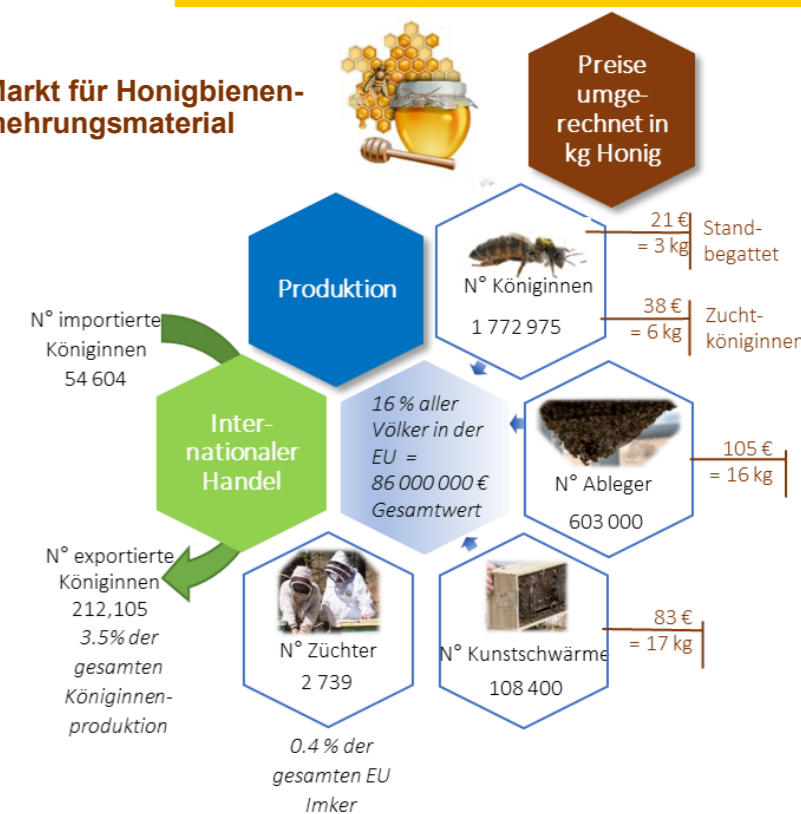 Markt für Honigbienen-
mehrungsmaterial
Preise
umge-
rechnet in
kg Honig
Produktion
N° Königinnen
1 772 975
21 €
= 3 kg
Stand-
begattet
38 €
= 6 kg
Zucht-
königinnen
N° importierte
Königinnen
54 604
Inter-
nationaler
Handel
16 % aller
Völker in der
EU =
86 000 000 €
Gesamtwert
N° Ableger
603 000
105 €
= 16 kg
N° exportierte
Königinnen
212,105
3.5% der
gesamten
Königinnen-
produktion
N° Züchter
2 739
0.4 % der
gesamten EU
Imker
N° Kunstschwärme
108 400
83 €
= 17 kg